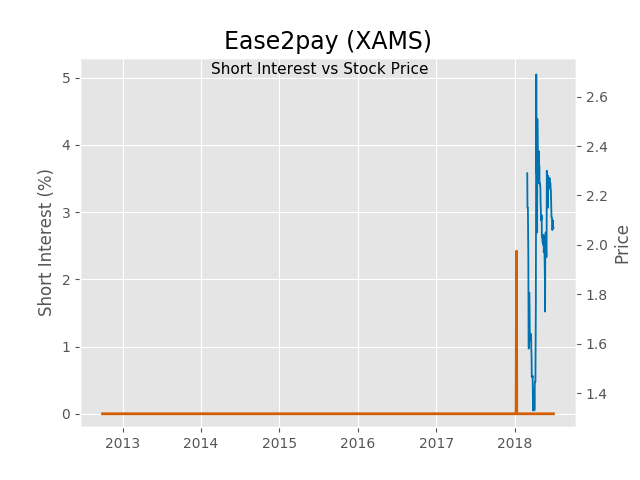 Ease2pay (XAMS)
Short Interest vs Stock Price
Short Interest (%)
5
4
3
2
1
0
2.6
2.4
2.2
2.0
1.8
1.6
1.4
Price
2013 2014 2015 2016 2017 2018